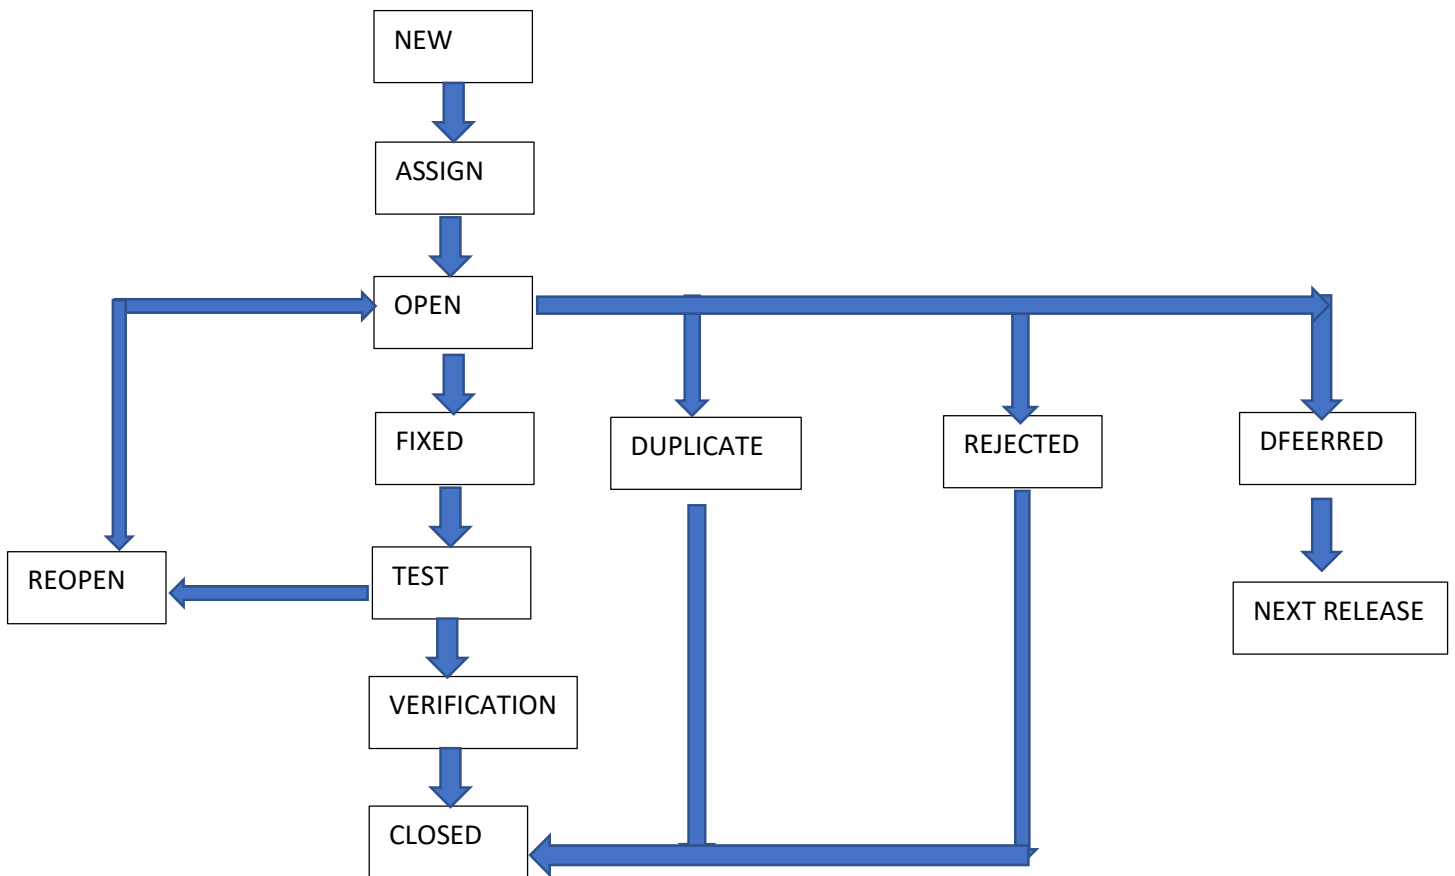 NEW
ASSIGN
OPEN
FIXED
DUPLICATE
REJECTED
DFEERRED
REOPEN
TEST
NEXT RELEASE
VERIFICATION
CLOSED